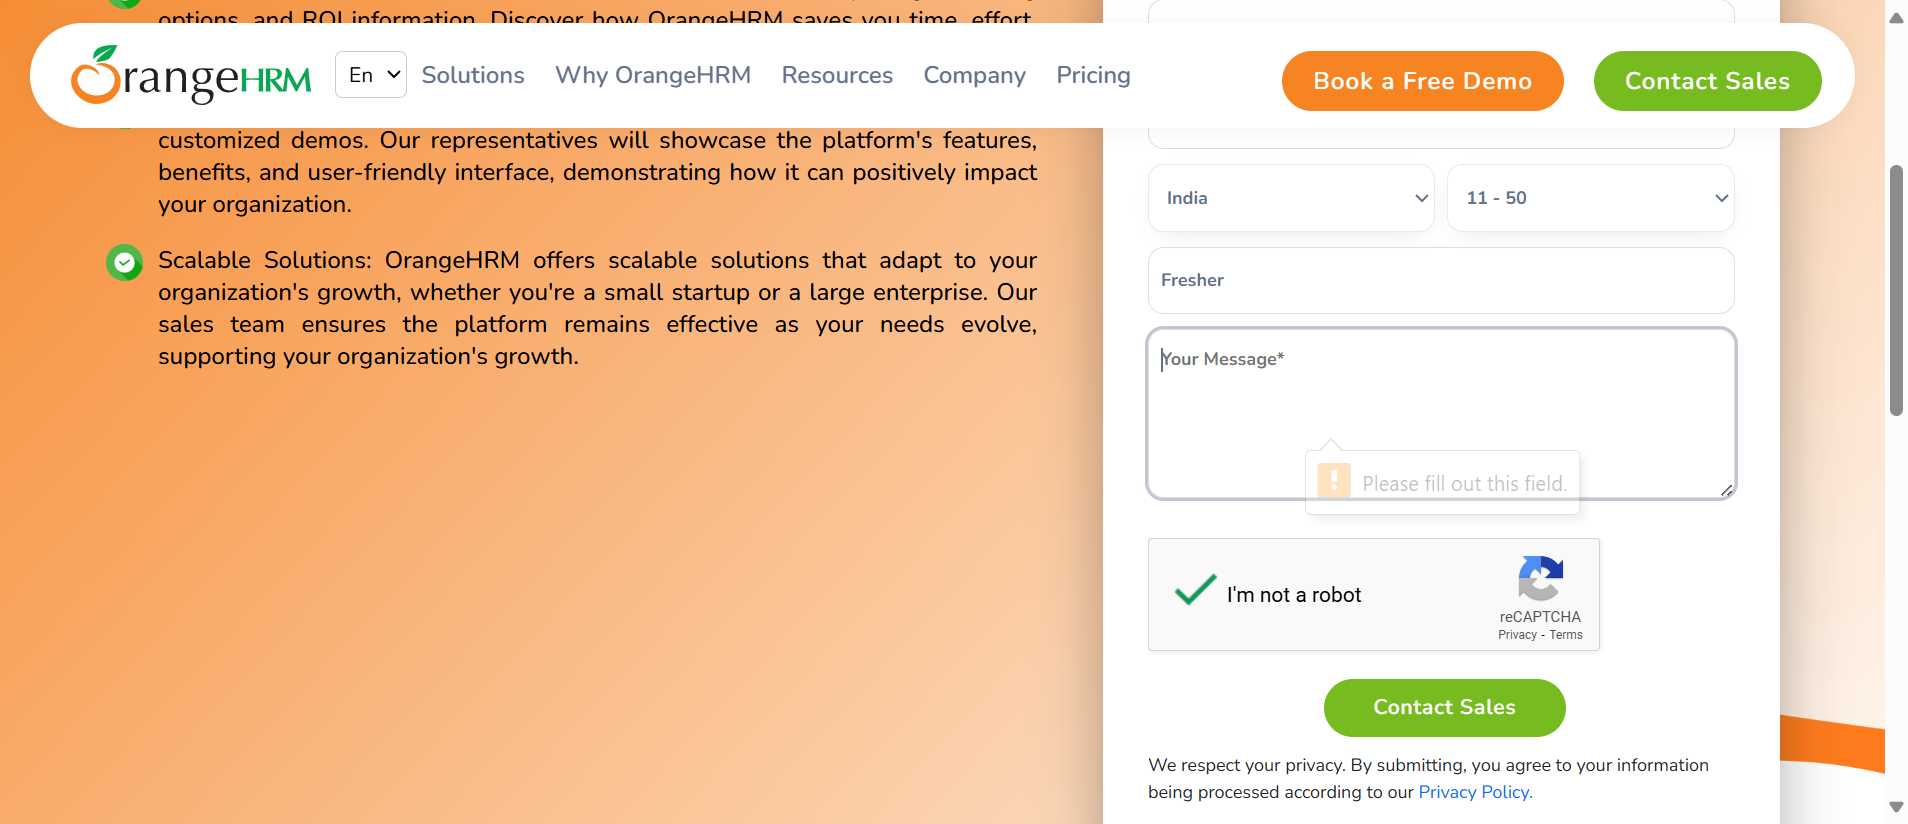 options, and ROI information. Discover how OrangeHRM saves you time, effort,
OrangeHRM
En
Solutions
Why OrangeHRM
Resources
Company
Pricing
Book a Free Demo
Contact Sales
customized demos. Our representatives will showcase the platform's features,
benefits, and user-friendly interface, demonstrating how it can positively impact
your organization.
Scalable Solutions: OrangeHRM offers scalable solutions that adapt to your
organization's growth, whether you're a small startup or a large enterprise. Our
sales team ensures the platform remains effective as your needs evolve,
supporting your organization's growth.
India
11 - 50
Fresher
Your Message*
Please fill out this field.
I'm not a robot
reCAPTCHA
Privacy - Terms
Contact Sales
We respect your privacy. By submitting, you agree to your information
being processed according to our Privacy Policy.